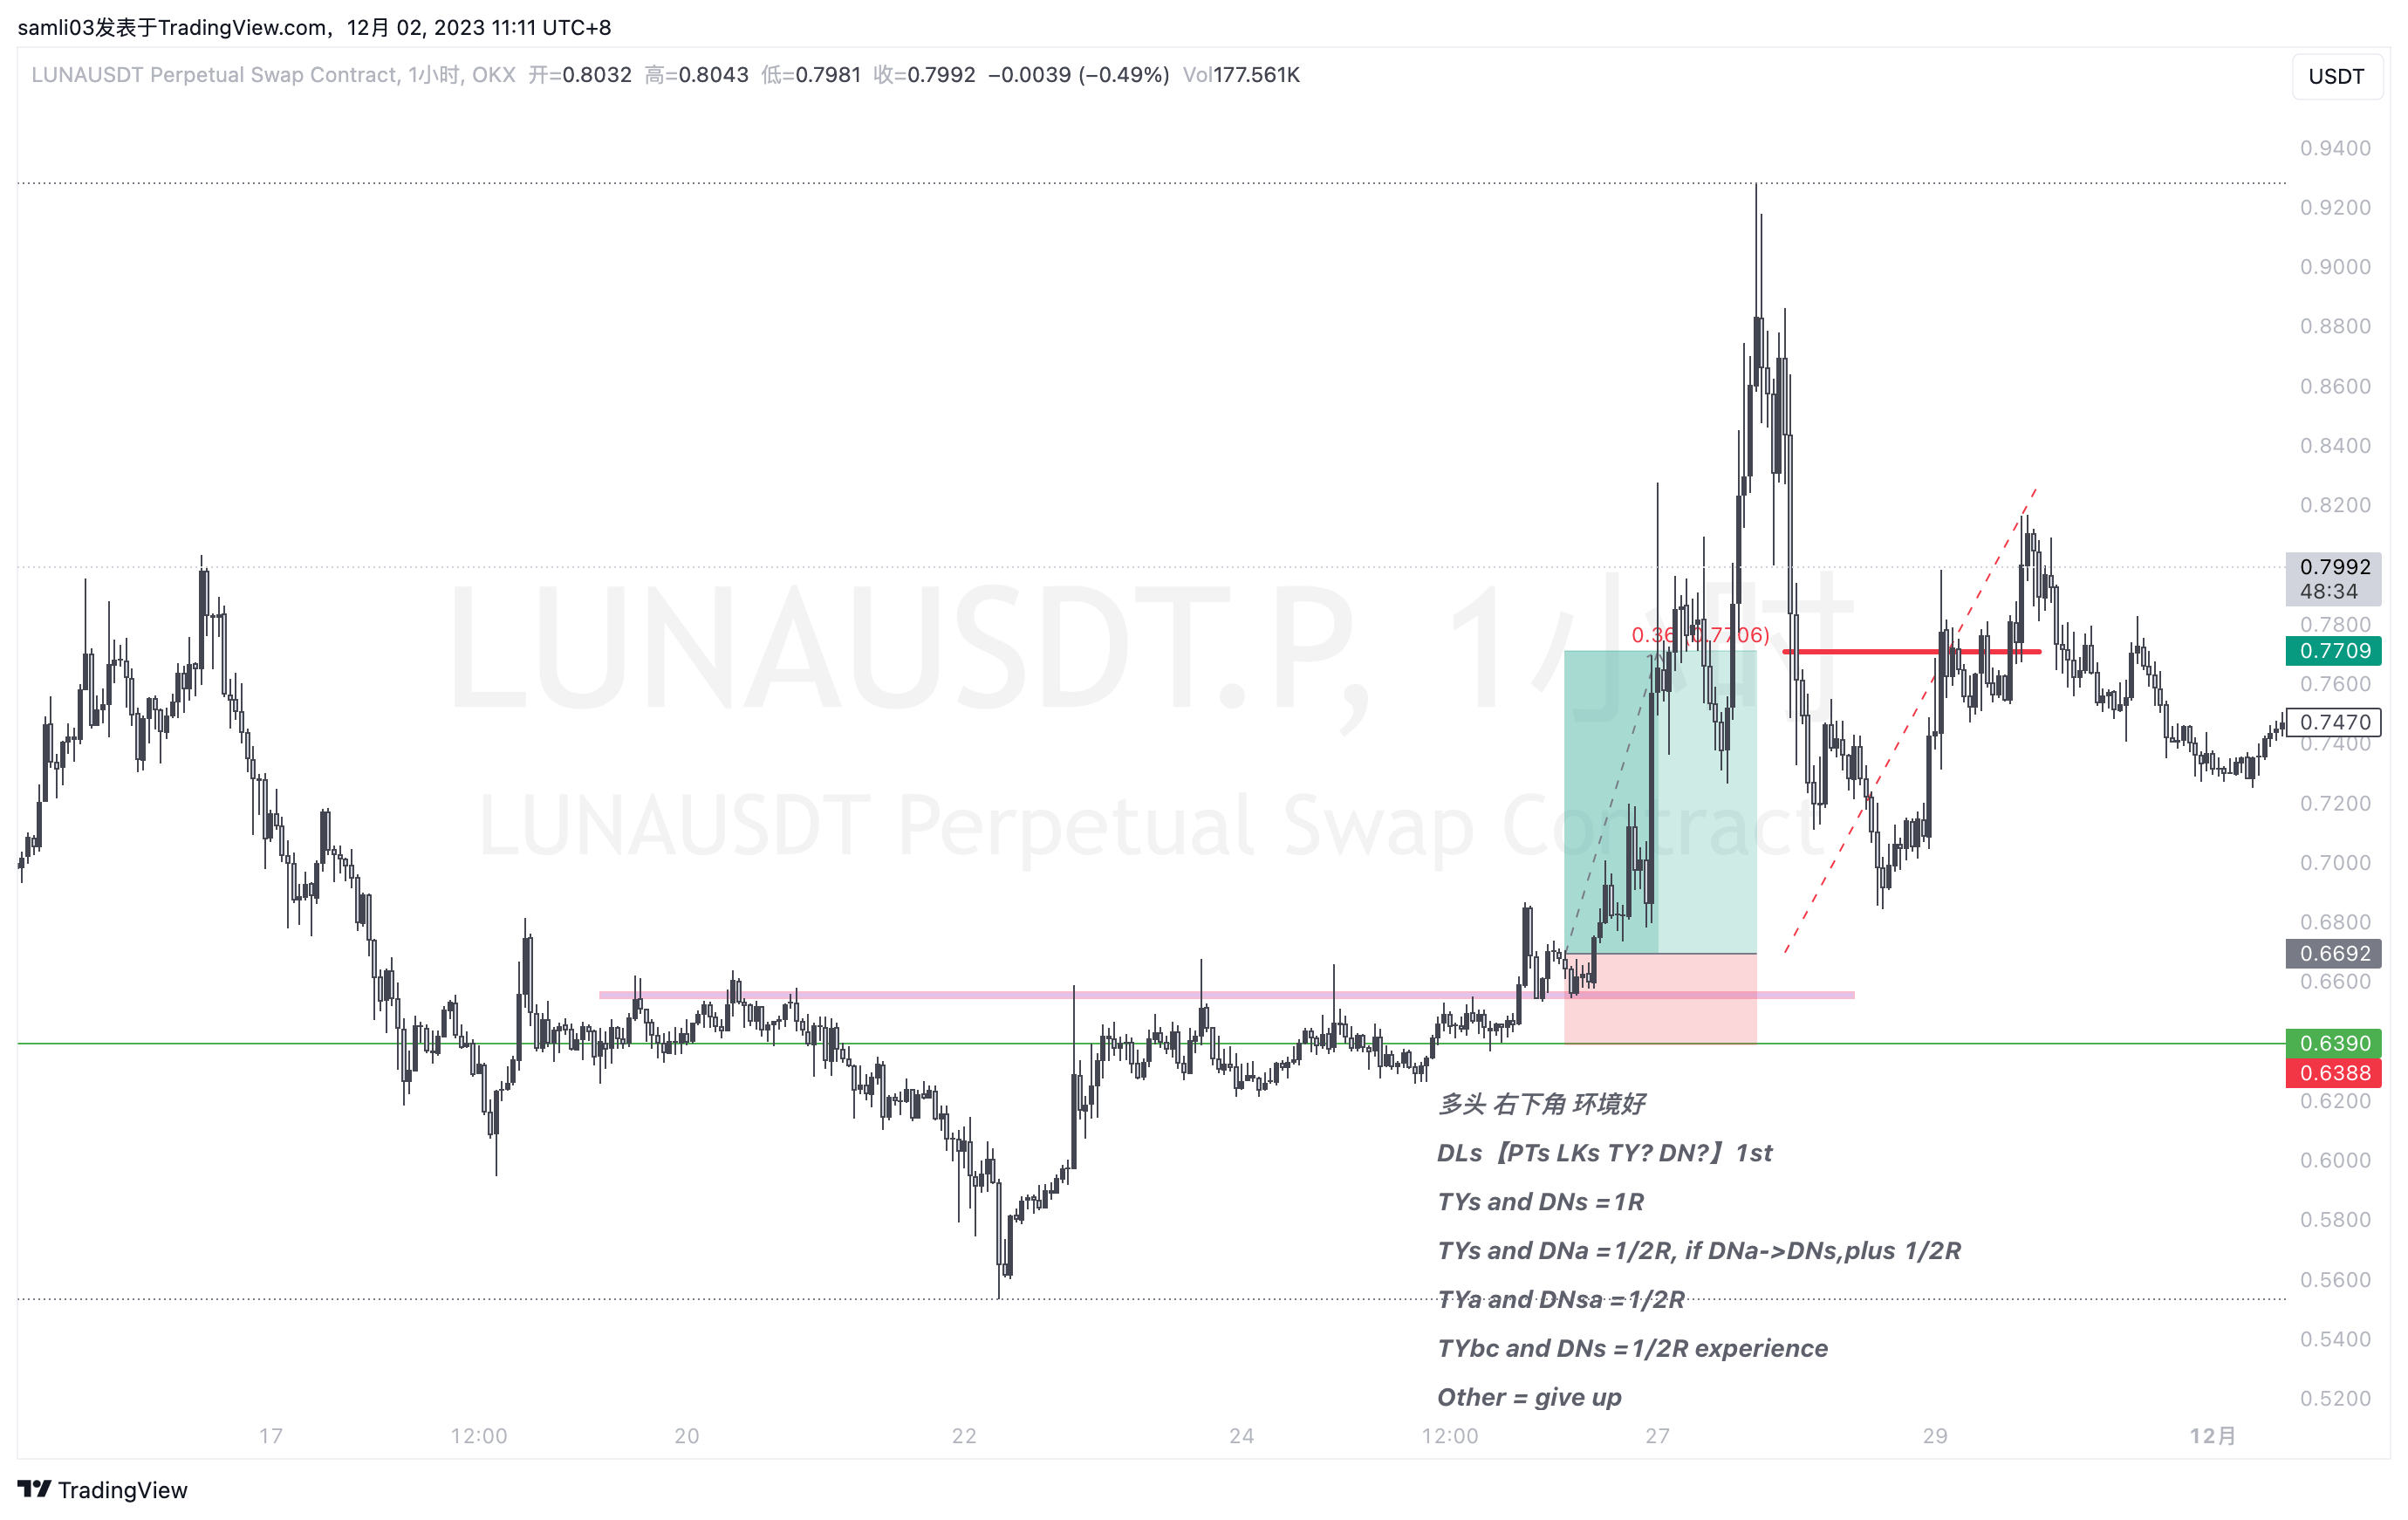 samli03发表于TradingView.com，12月 02, 2023 11:11 UTC+8
LUNAUSDT Perpetual Swap Contract, 1小时, OKX 开=0.8032 高=0.8043 低=0.7981 收=0.7992 −0.0039 (−0.49%) Vol177.561K
USDT
0.9400
0.9200
0.9000
0.8800
0.8600
0.8400
0.8200
0.7992
48:34
0.7800
0.7709
0.7600
0.7470
0.7400
0.7200
0.7000
0.6800
0.6692
0.6600
0.6390
0.6388
0.6200
0.6000
0.5800
0.5600
0.5400
0.5200
LUNAUSDT.P, 1小时
LUNAUSDT Perpetual Swap Contract
0.36(0.7706)
多头 右下角 环境好
DLs【PTs LKs TY? DN?】1st
TYs and DNs =1R
TYs and DNa =1/2R, if DNa->DNs,plus 1/2R
TYa and DNsa =1/2R
TYbc and DNs =1/2R experience
Other = give up
17 12:00 20 22 24 12:00 27 29 12月
TradingView